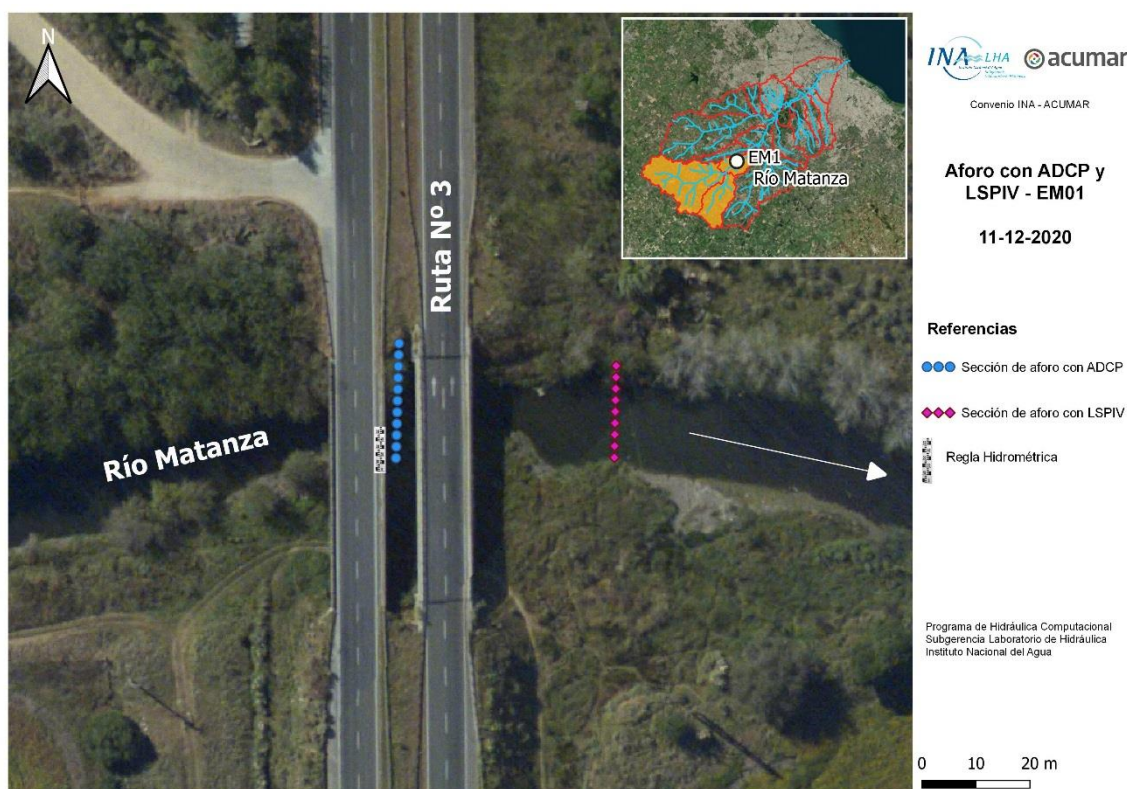 N
Ruta Nº 3
Río Matanza
EM1
Río Matanza
INA LHA
acumar
Convenio INA - ACUMAR
Aforo con ADCP y
LSPIV - EM01
11-12-2020
Referencias
Sección de aforo con ADCP
Sección de aforo con LSPIV
Regla Hidrométrica
Programa de Hidráulica Computacional
Subgerencia Laboratorio de Hidráulica
Instituto Nacional del Agua
0 10 20 m